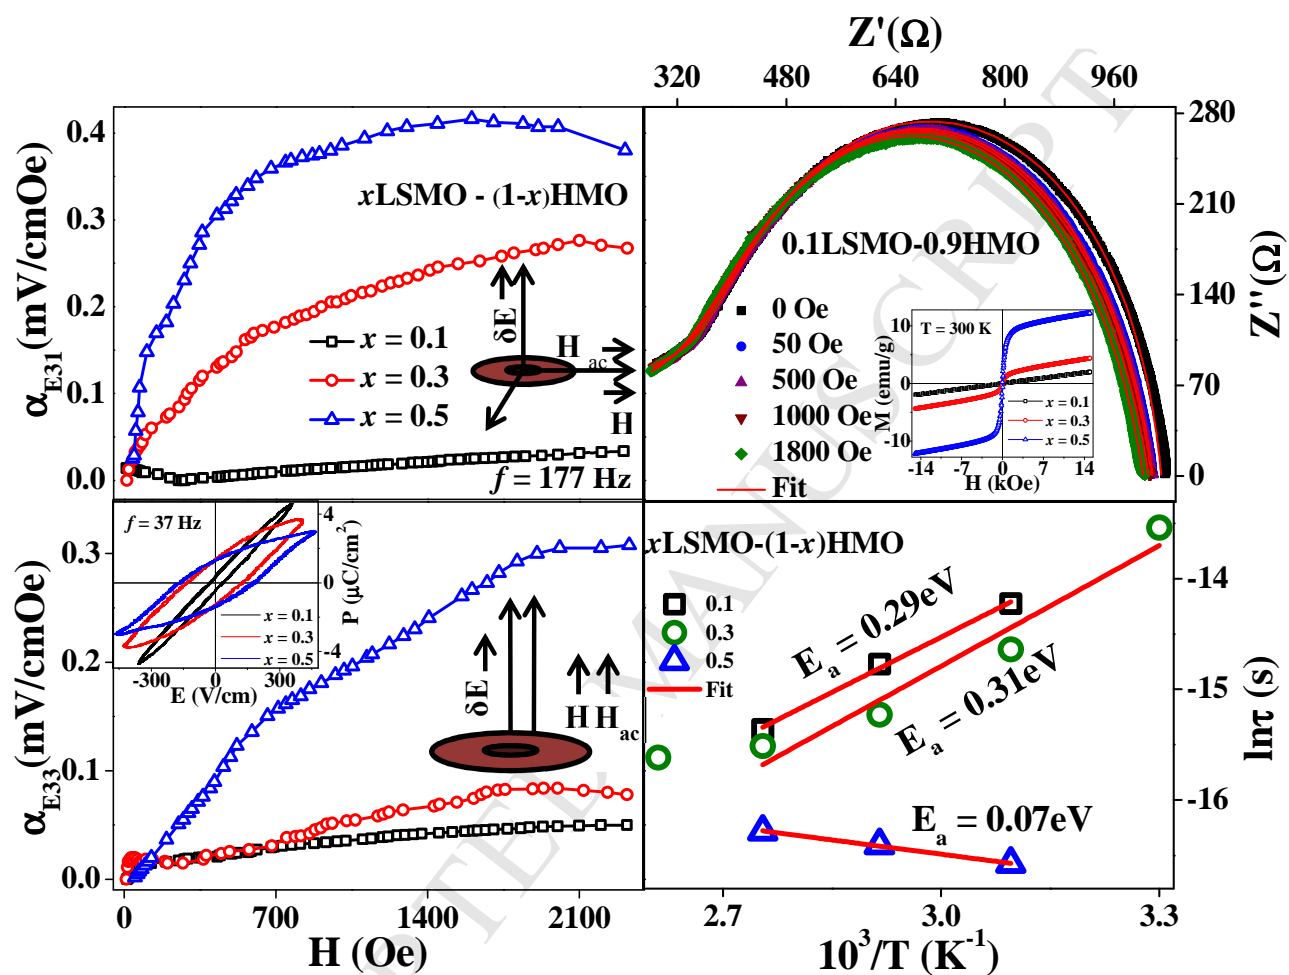 Z'(Ω)
320 480 640 800 960
0.4
0.3
0.2
0.1
0.0
α_E31 (mV/cmOe)
xLSMO - (1-x)HMO
x = 0.1
x = 0.3
x = 0.5
δE
H_ac
H
f = 177 Hz
280
210
140
70
0
Z''(Ω)
0.1LSMO-0.9HMO
0 Oe
50 Oe
500 Oe
1000 Oe
1800 Oe
Fit
T = 300 K
10
0
-10
M (emu/g)
x = 0.1
x = 0.3
x = 0.5
-14 -7 0 7 14
H (kOe)
0.3
0.2
0.1
0.0
α_E33 (mV/cmOe)
f = 37 Hz
4
0
-4
P (μC/cm²)
x = 0.1
x = 0.3
x = 0.5
-300 0 300
E (V/cm)
δE
H H_ac
0 700 1400 2100
H (Oe)
xLSMO-(1-x)HMO
0.1
0.3
0.5
Fit
E_a = 0.29eV
E_a = 0.31eV
E_a = 0.07eV
-14
-15
-16
lnτ (s)
2.7 3.0 3.3
10³/T (K⁻¹)
MANUSCRIPT